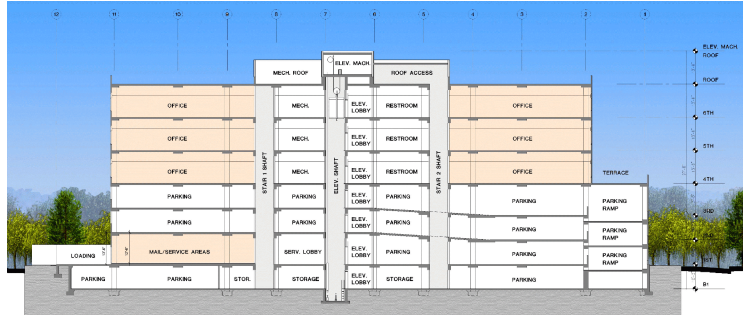 12 11 10 9 8 7 6 4 3 2 1
ELEV. MACH.
ROOF
ELEV. MACH.
MECH. ROOF
ROOF ACCESS
ROOF
OFFICE
MECH.
ELEV.
LOBBY
RESTROOM
OFFICE
6TH
OFFICE
MECH.
ELEV.
LOBBY
RESTROOM
OFFICE
5TH
OFFICE
MECH.
ELEV.
LOBBY
RESTROOM
OFFICE
TERRACE
4TH
STAIR 1 SHAFT
ELEV. SHAFT
STAIR 2 SHAFT
PARKING
PARKING
ELEV.
LOBBY
PARKING
PARKING
PARKING
RAMP
PARKING
PARKING
ELEV.
LOBBY
PARKING
PARKING
PARKING
RAMP
LOADING
MAIL/SERVICE AREAS
SERV. LOBBY
ELEV.
LOBBY
PARKING
PARKING
PARKING
RAMP
1ST
PARKING
PARKING
STOR.
STORAGE
ELEV.
LOBBY
STORAGE
PARKING
B1